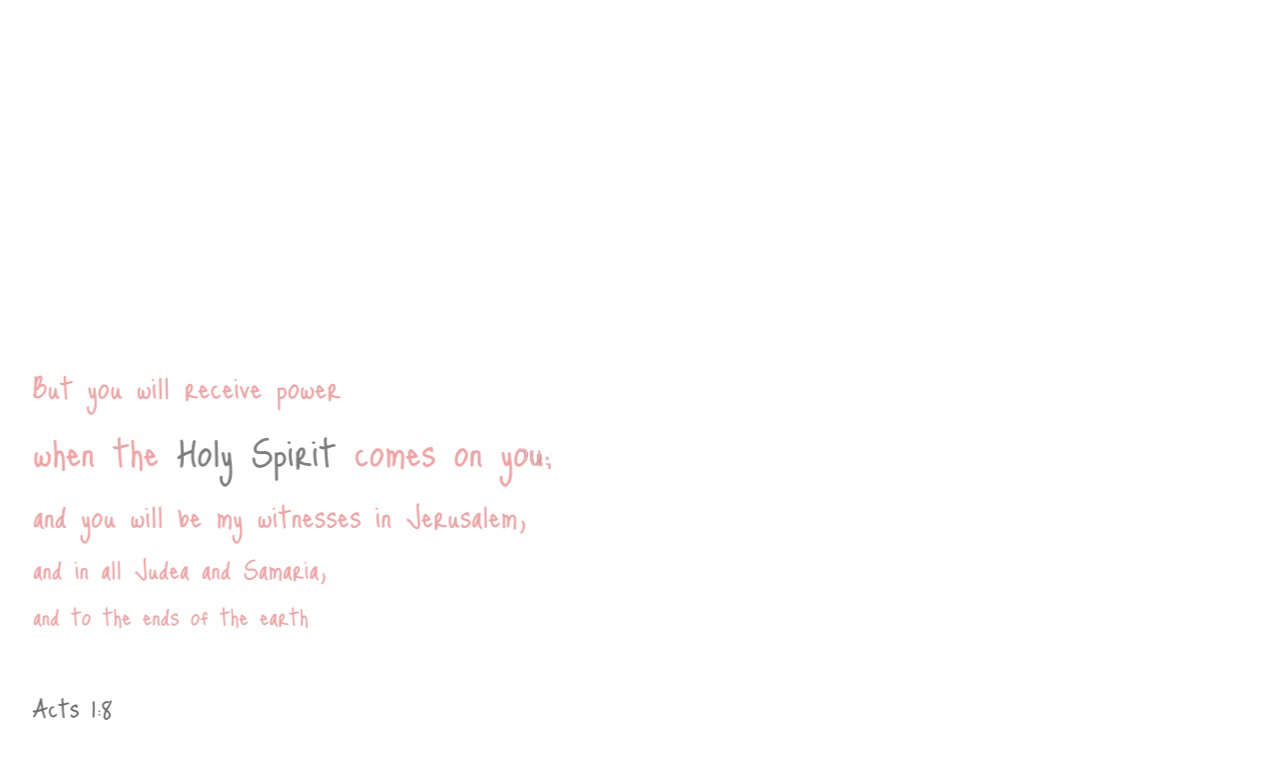 But you will receive power
when the Holy Spirit comes on you;
and you will be my witnesses in Jerusalem,
and in all Judea and Samaria,
and to the ends of the earth
Acts 1:8